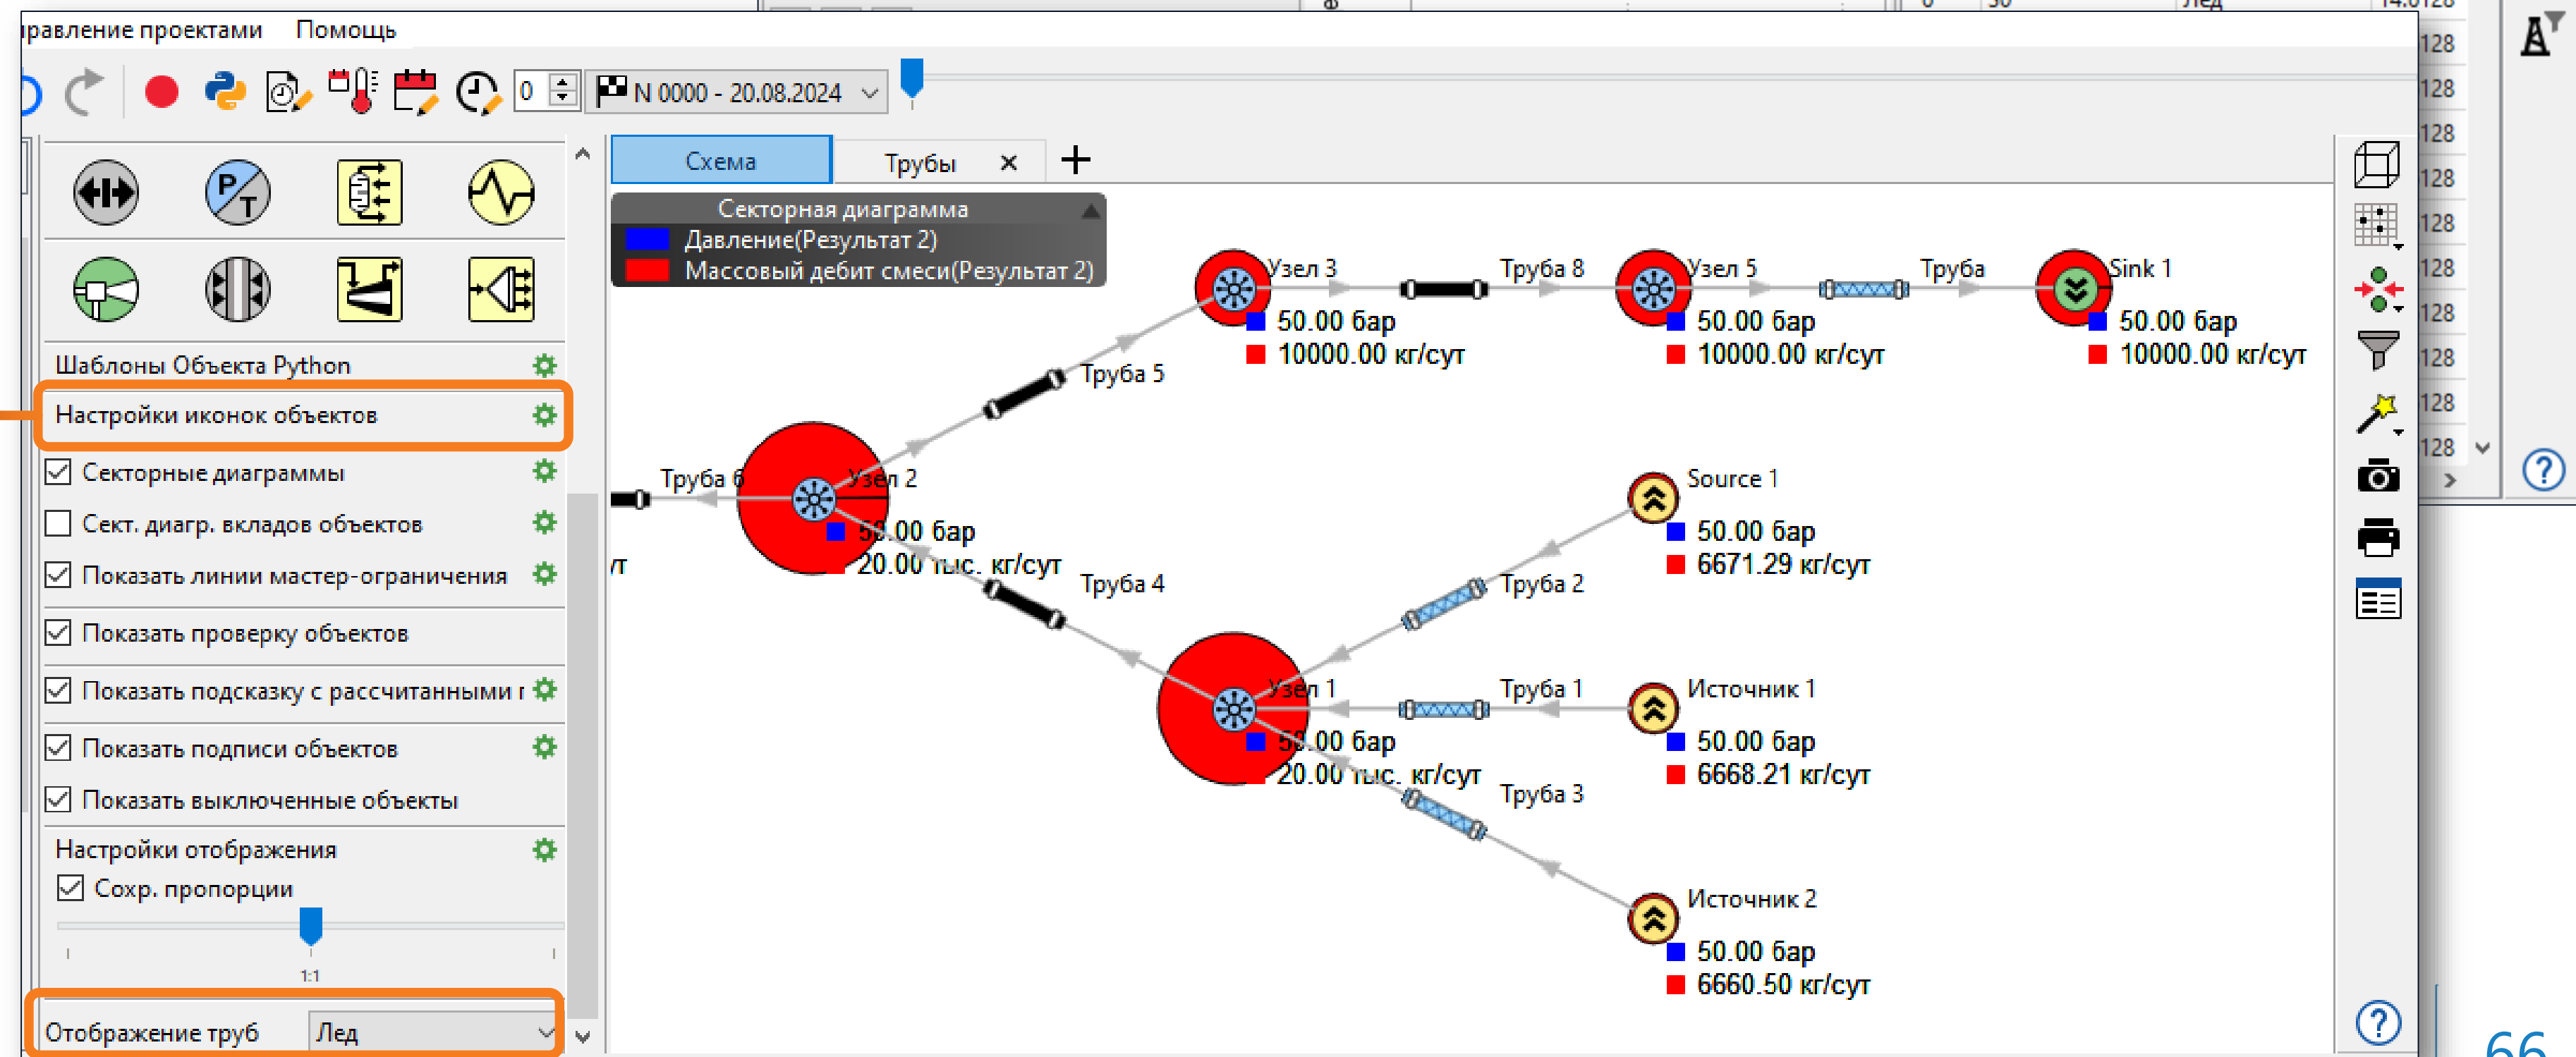 правление проектами Помощь
0
N 0000 - 20.08.2024
Схема
Трубы
Секторная диаграмма
Давление(Результат 2)
Массовый дебит смеси(Результат 2)
Шаблоны Объекта Python
Настройки иконок объектов
Секторные диаграммы
Сект. диагр. вкладов объектов
Показать линии мастер-ограничения
Показать проверку объектов
Показать подсказку с рассчитанными г
Показать подписи объектов
Показать выключенные объекты
Настройки отображения
Сохр. пропорции
1:1
Отображение труб Лед
Узел 3
50.00 бар
10000.00 кг/сут
Труба 8
Узел 5
50.00 бар
10000.00 кг/сут
Труба
Sink 1
50.00 бар
10000.00 кг/сут
Труба 5
Труба 6
Узел 2
50.00 бар
20.00 тыс. кг/сут
Труба 4
Source 1
50.00 бар
6671.29 кг/сут
Труба 2
Узел 1
50.00 бар
20.00 тыс. кг/сут
Труба 1
Источник 1
50.00 бар
6668.21 кг/сут
Труба 3
Источник 2
50.00 бар
6660.50 кг/сут
P/T
128
128
128
128
128
128
128
128
128
128
66